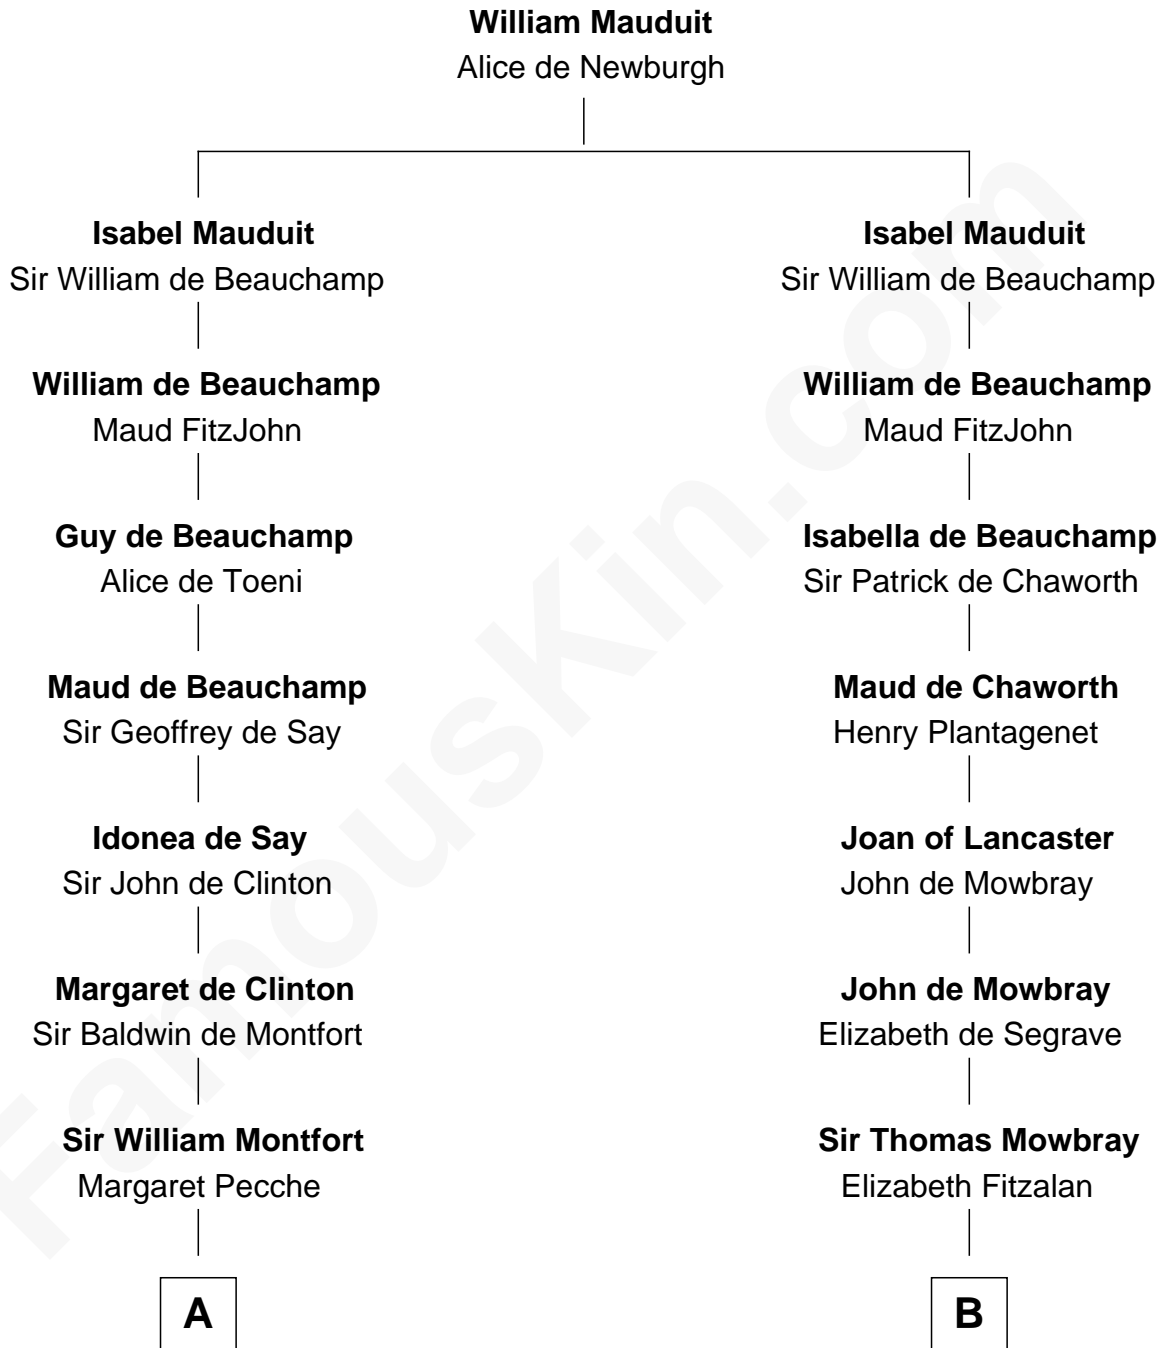 William Mauduit
Alice de Newburgh
Isabel Mauduit
Sir William de Beauchamp
Isabel Mauduit
Sir William de Beauchamp
William de Beauchamp
Maud FitzJohn
William de Beauchamp
Maud FitzJohn
Guy de Beauchamp
Alice de Toeni
Isabella de Beauchamp
Sir Patrick de Chaworth
Maud de Beauchamp
Sir Geoffrey de Say
Maud de Chaworth
Henry Plantagenet
Idonea de Say
Sir John de Clinton
Joan of Lancaster
John de Mowbray
Margaret de Clinton
Sir Baldwin de Montfort
John de Mowbray
Elizabeth de Segrave
Sir William Montfort
Margaret Pecche
Sir Thomas Mowbray
Elizabeth Fitzalan
A
B
FamousKin.com